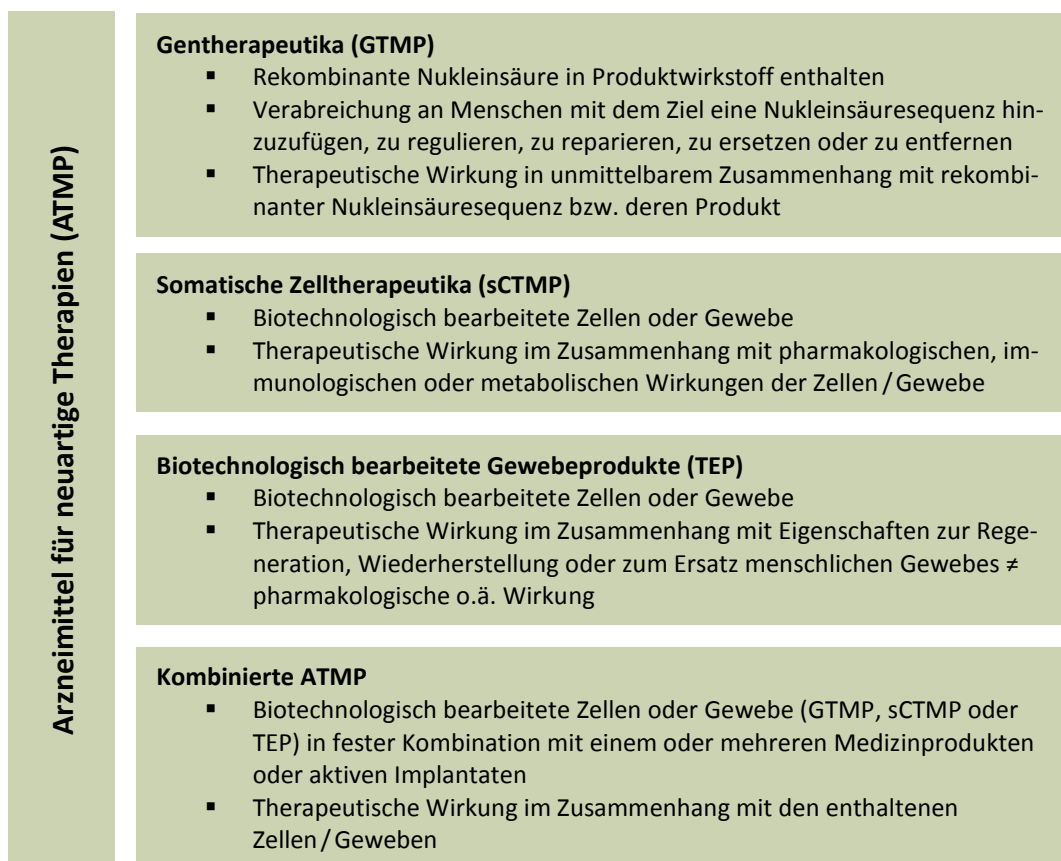 Arzneimittel für neuartige Therapien (ATMP)
Gentherapeutika (GTMP)
▪ Rekombinante Nukleinsäure in Produktwirkstoff enthalten
▪ Verabreichung an Menschen mit dem Ziel eine Nukleinsäuresequenz hin-
zuzufügen, zu regulieren, zu reparieren, zu ersetzen oder zu entfernen
▪ Therapeutische Wirkung in unmittelbarem Zusammenhang mit rekombi-
nanter Nukleinsäuresequenz bzw. deren Produkt
Somatische Zelltherapeutika (sCTMP)
▪ Biotechnologisch bearbeitete Zellen oder Gewebe
▪ Therapeutische Wirkung im Zusammenhang mit pharmakologischen, im-
munologischen oder metabolischen Wirkungen der Zellen / Gewebe
Biotechnologisch bearbeitete Gewebeprodukte (TEP)
▪ Biotechnologisch bearbeitete Zellen oder Gewebe
▪ Therapeutische Wirkung im Zusammenhang mit Eigenschaften zur Rege-
neration, Wiederherstellung oder zum Ersatz menschlichen Gewebes ≠
pharmakologische o.ä. Wirkung
Kombinierte ATMP
▪ Biotechnologisch bearbeitete Zellen oder Gewebe (GTMP, sCTMP oder
TEP) in fester Kombination mit einem oder mehreren Medizinprodukten
oder aktiven Implantaten
▪ Therapeutische Wirkung im Zusammenhang mit den enthaltenen
Zellen / Geweben